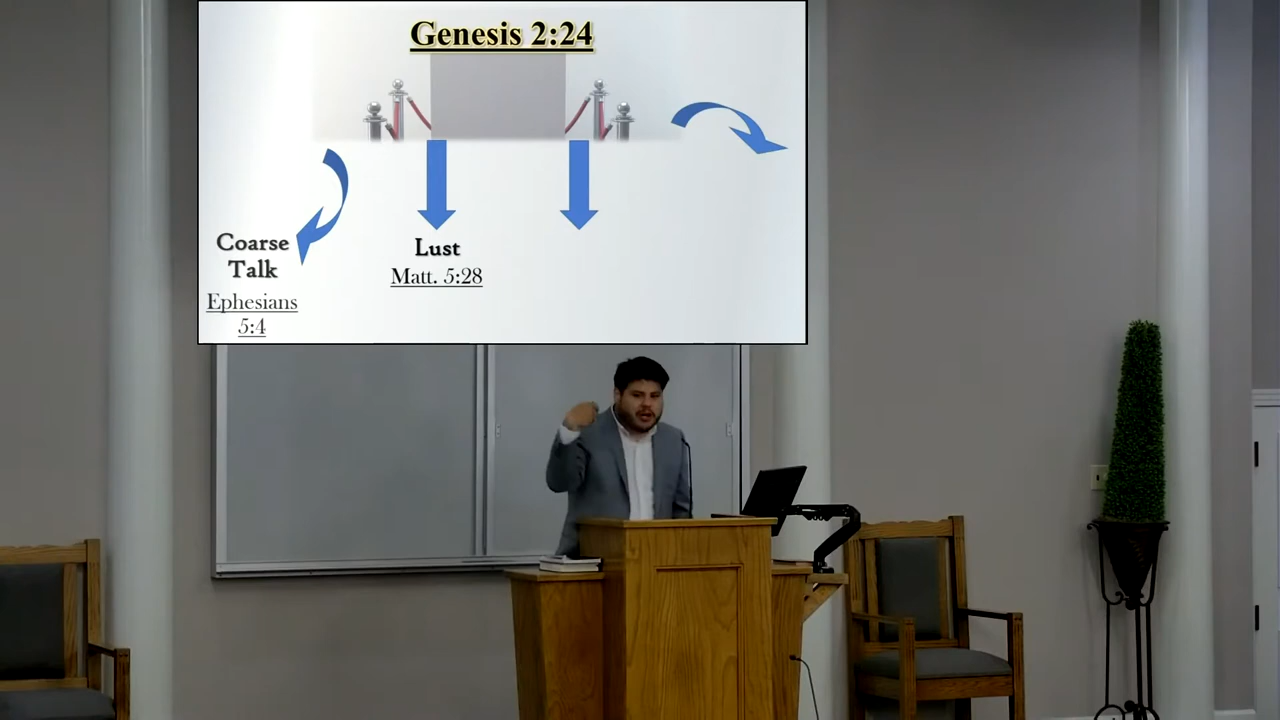 Genesis 2:24
Coarse
Talk
Ephesians
5:4
Lust
Matt. 5:28